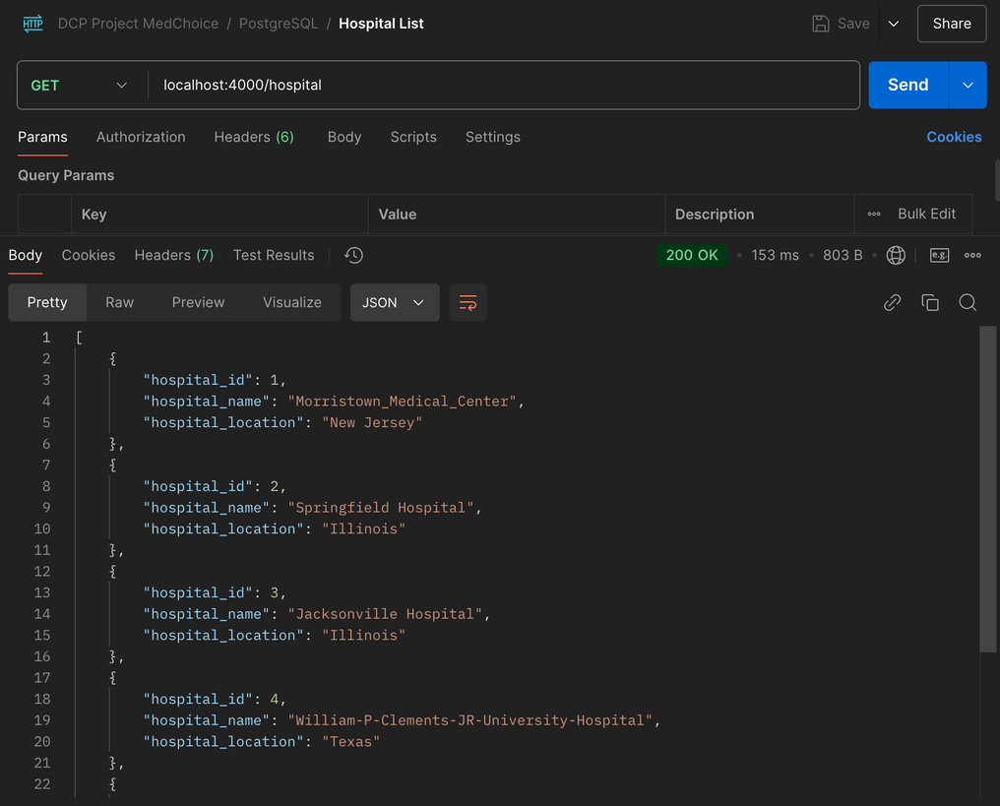 HTTP DCP Project MedChoice / PostgreSQL / Hospital List Save Share
GET localhost:4000/hospital Send
Params Authorization Headers (6) Body Scripts Settings Cookies
Query Params
Key Value Description Bulk Edit
Body Cookies Headers (7) Test Results 200 OK • 153 ms • 803 B • e.g.
Pretty Raw Preview Visualize JSON
1 [
2 {
3 "hospital_id": 1,
4 "hospital_name": "Morristown_Medical_Center",
5 "hospital_location": "New Jersey"
6 },
7 {
8 "hospital_id": 2,
9 "hospital_name": "Springfield Hospital",
10 "hospital_location": "Illinois"
11 },
12 {
13 "hospital_id": 3,
14 "hospital_name": "Jacksonville Hospital",
15 "hospital_location": "Illinois"
16 },
17 {
18 "hospital_id": 4,
19 "hospital_name": "William-P-Clements-JR-University-Hospital",
20 "hospital_location": "Texas"
21 },
22 {